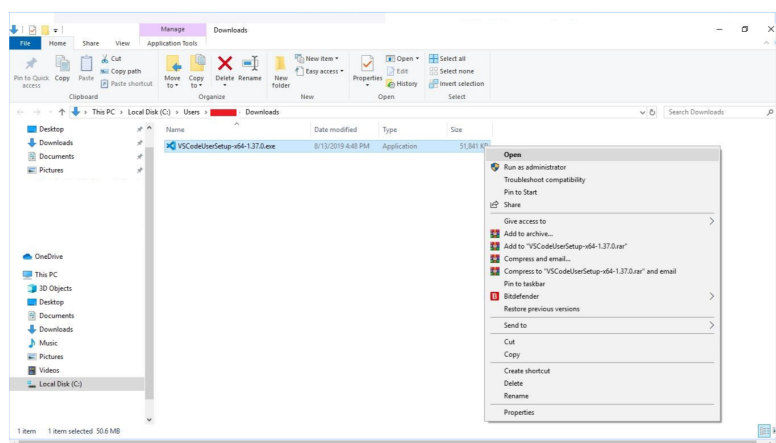 Manage Downloads
File Home Share View Application Tools
Pin to Quick access
Copy
Paste
Cut
Copy path
Paste shortcut
Clipboard
Move to
Copy to
Delete
Rename
Organize
New folder
New item
Easy access
New
Properties
Open
Edit
History
Open
Select all
Select none
Invert selection
Select
This PC > Local Disk (C:) > Users > > Downloads
Search Downloads
Name Date modified Type Size
VSCodeUserSetup-x64-1.37.0.exe 8/13/2019 4:48 PM Application 51,841 KB
Desktop
Downloads
Documents
Pictures
OneDrive
This PC
3D Objects
Desktop
Documents
Downloads
Music
Pictures
Videos
Local Disk (C:)
Open
Run as administrator
Troubleshoot compatibility
Pin to Start
Share
Give access to
Add to archive...
Add to "VSCodeUserSetup-x64-1.37.0.rar"
Compress and email...
Compress to "VSCodeUserSetup-x64-1.37.0.rar" and email
Pin to taskbar
B Bitdefender
Restore previous versions
Send to
Cut
Copy
Create shortcut
Delete
Rename
Properties
1 item 1 item selected 50.6 MB